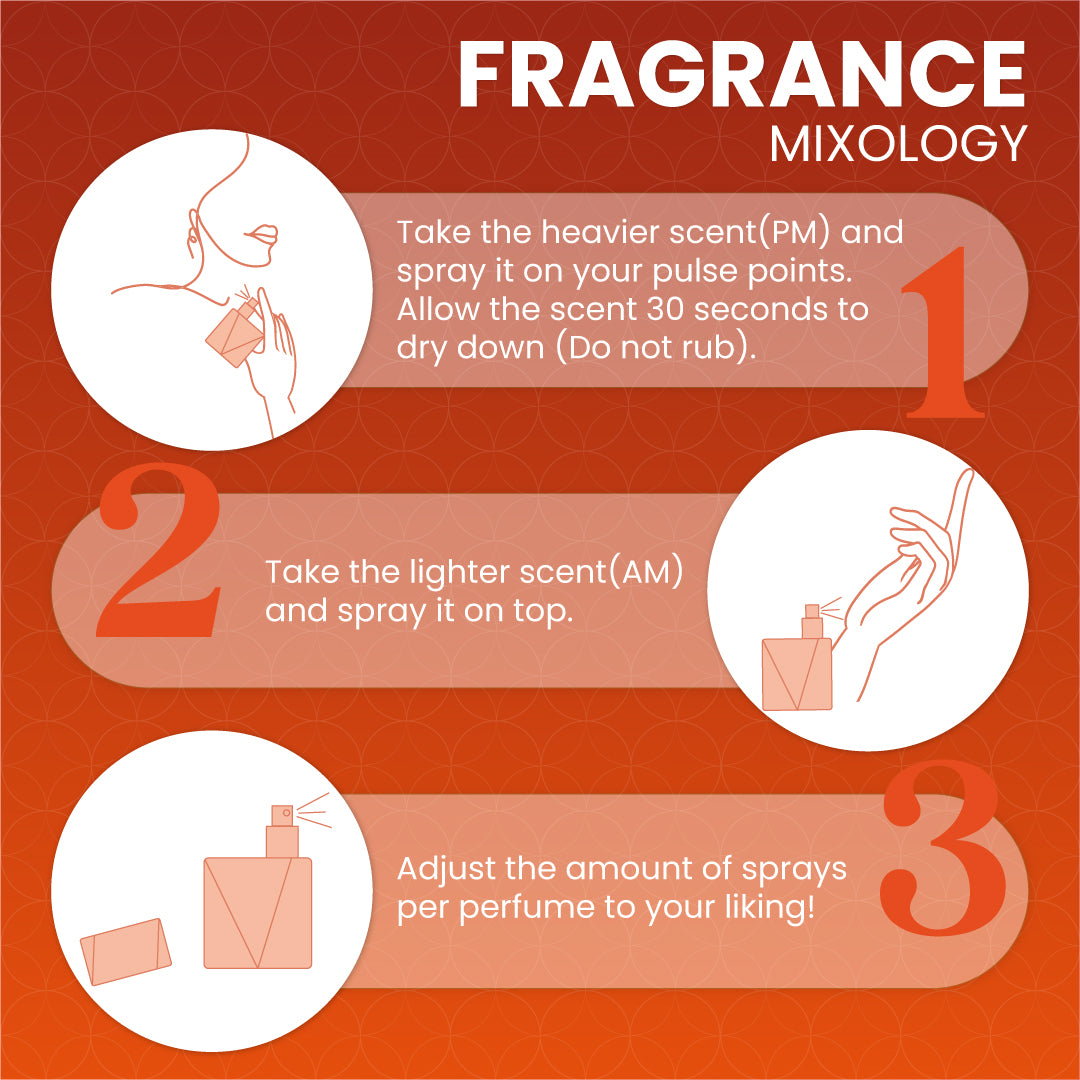 FRAGRANCE
MIXOLOGY
Take the heavier scent(PM) and
spray it on your pulse points.
Allow the scent 30 seconds to
dry down (Do not rub).
1
2
Take the lighter scent(AM)
and spray it on top.
3
Adjust the amount of sprays
per perfume to your liking!